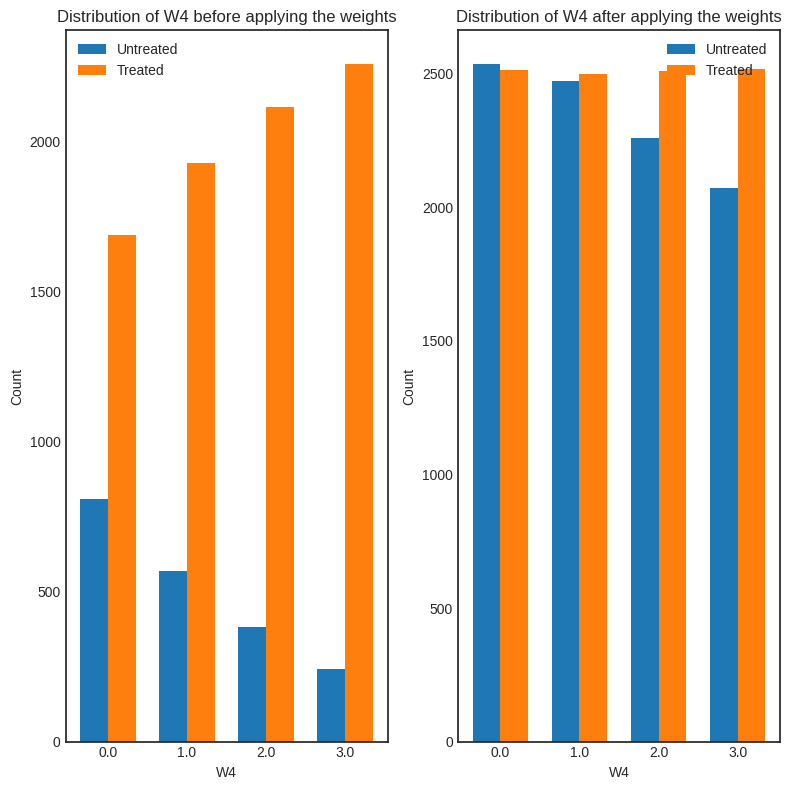 Distribution of W4 before applying the weights
Untreated
Treated
2000
1500
1000
500
0
Count
0.0 1.0 2.0 3.0
W4
Distribution of W4 after applying the weights
Untreated
Treated
2500
2000
1500
1000
500
0
Count
0.0 1.0 2.0 3.0
W4